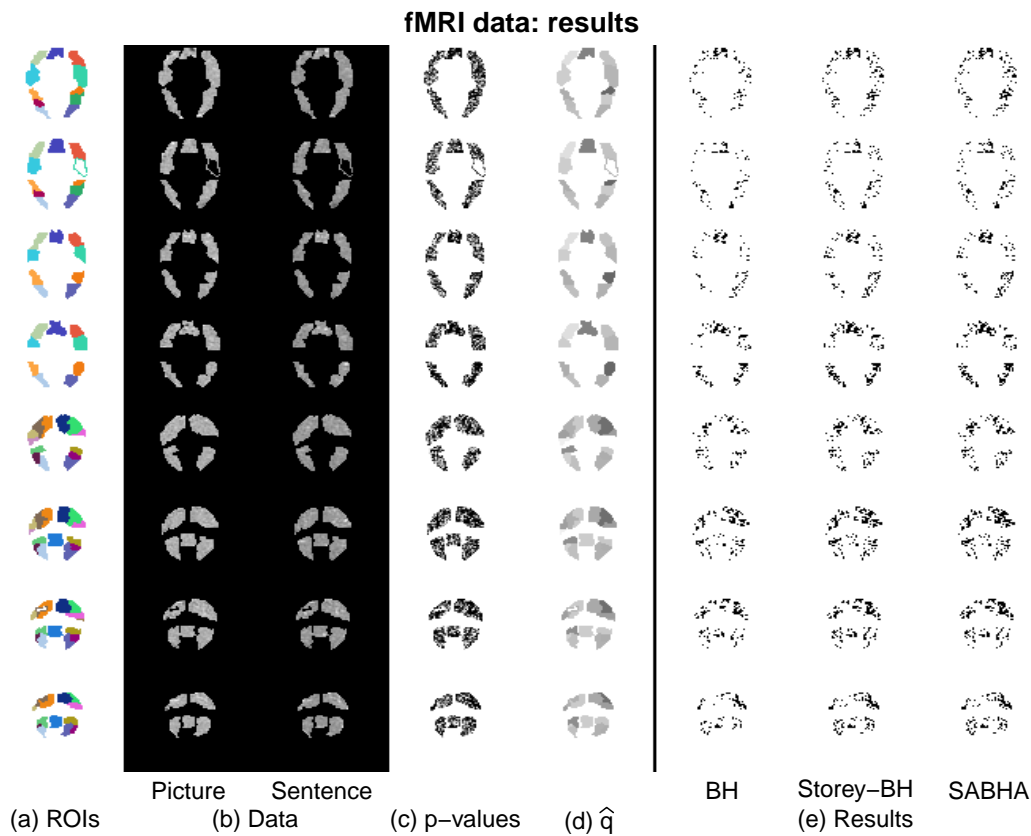 fMRI data: results
Picture Sentence BH Storey−BH SABHA
(a) ROIs (b) Data (c) p−values (d) q̂ (e) Results